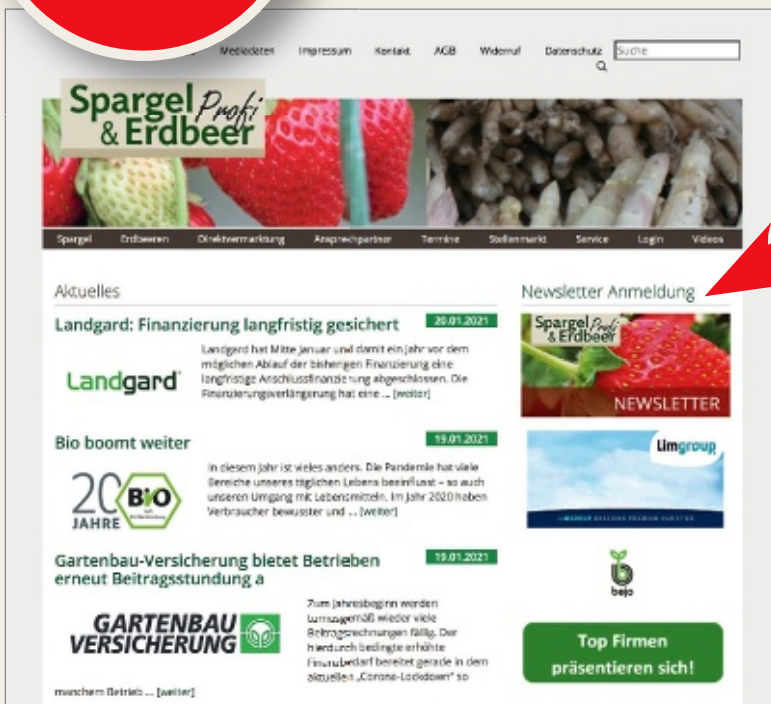 Mediadaten Impressum Kontakt AGB Widerruf Datenschutz Suche
Spargel Profi
& Erdbeer
Spargel Erdbeeren Direktvermarktung Ansprechpartner Termine Stellenmarkt Service Login Videos
Aktuelles
Landgard: Finanzierung langfristig gesichert 20.01.2021
Landgard hat Mitte Januar und damit ein Jahr vor dem
möglichen Ablauf der bisherigen Finanzierung eine
langfristige Anschlussfinanzierung abgeschlossen. Die
Finanzierungsverlängerung hat eine ... [weiter]
Landgard
Bio boomt weiter 19.01.2021
In diesem Jahr ist vieles anders. Die Pandemie hat viele
Bereiche unseres täglichen Lebens beeinflusst – so auch
unseren Umgang mit Lebensmitteln. Im Jahr 2020 haben
Verbraucher bewusster und ... [weiter]
20
JAHRE
Bio
Gartenbau-Versicherung bietet Betrieben 19.01.2021
erneut Beitragsstundung a
GARTENBAU
VERSICHERUNG
Zum Jahresbeginn werden
turnusgemäß wieder viele
Beitragsrechnungen fällig. Der
hierdurch bedingte erhöhte
Finanzbedarf bereitet gerade in dem
aktuellen „Corona-Lockdown" so
manchem Betrieb ... [weiter]
Newsletter Anmeldung
Spargel Profi
& Erdbeer
NEWSLETTER
Limgroup
bejo
Top Firmen
präsentieren sich!